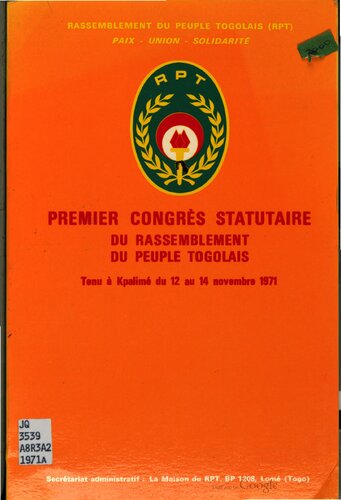 RASSEMBLEMENT DU PEUPLE TOGOLAIS (RPT)
PAIX - UNION - SOLIDARITÉ
RPT
PREMIER CONGRÈS STATUTAIRE
DU RASSEMBLEMENT
DU PEUPLE TOGOLAIS
Tenu à Kpalimé du 12 au 14 novembre 1971
JQ
3539
A8R3A2
1971A
Secrétariat administratif : La Maison du RPT, BP 1208, Lomé (Togo)
Google